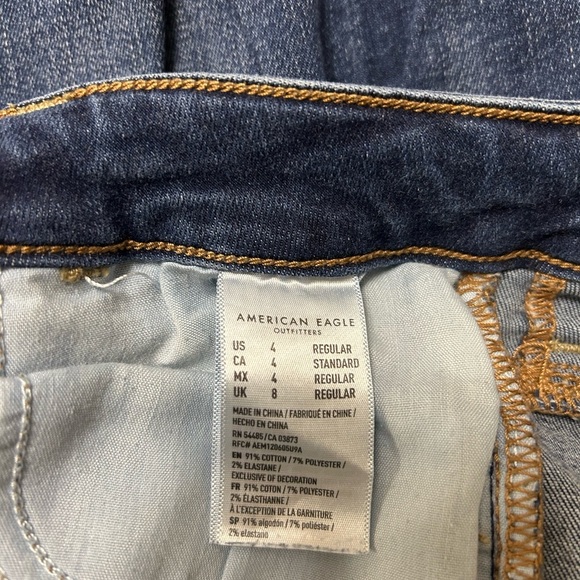 AMERICAN EAGLE
OUTFITTERS
US 4 REGULAR
CA 4 STANDARD
MX 4 REGULAR
UK 8 REGULAR
MADE IN CHINA / FABRIQUÉ EN CHINE /
HECHO EN CHINA
RN 54485 / CA 03873
RFC# AEM120605U9A
EN 91% COTTON / 7% POLYESTER /
2% ELASTANE /
EXCLUSIVE OF DECORATION
FR 91% COTON / 7% POLYESTER /
2% ÉLASTHANNE /
À L'EXCEPTION DE LA GARNITURE
SP 91% algodón / 7% poliéster /
2% elastano